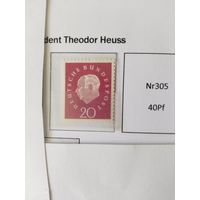 dent Theodor Heuss
DEUTSCHE BUNDESPOST
20
Nr305
40Pf